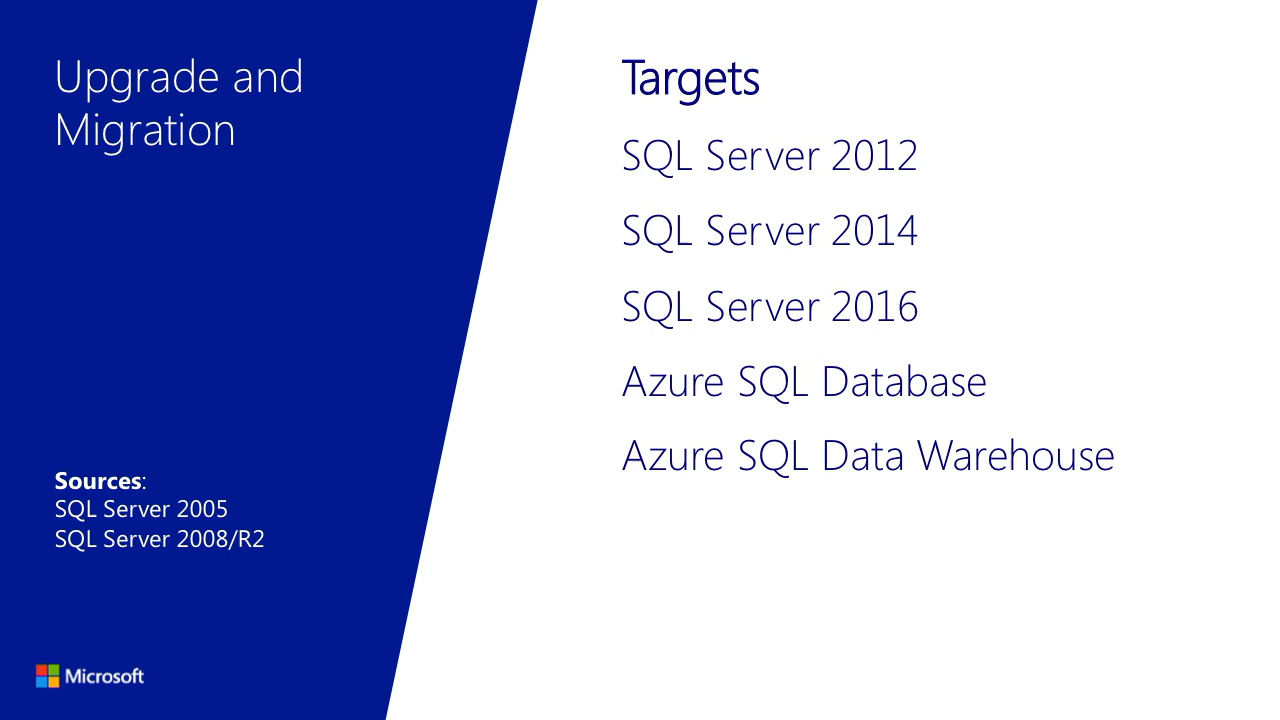 Upgrade and
Migration
Sources:
SQL Server 2005
SQL Server 2008/R2
Microsoft
Targets
SQL Server 2012
SQL Server 2014
SQL Server 2016
Azure SQL Database
Azure SQL Data Warehouse